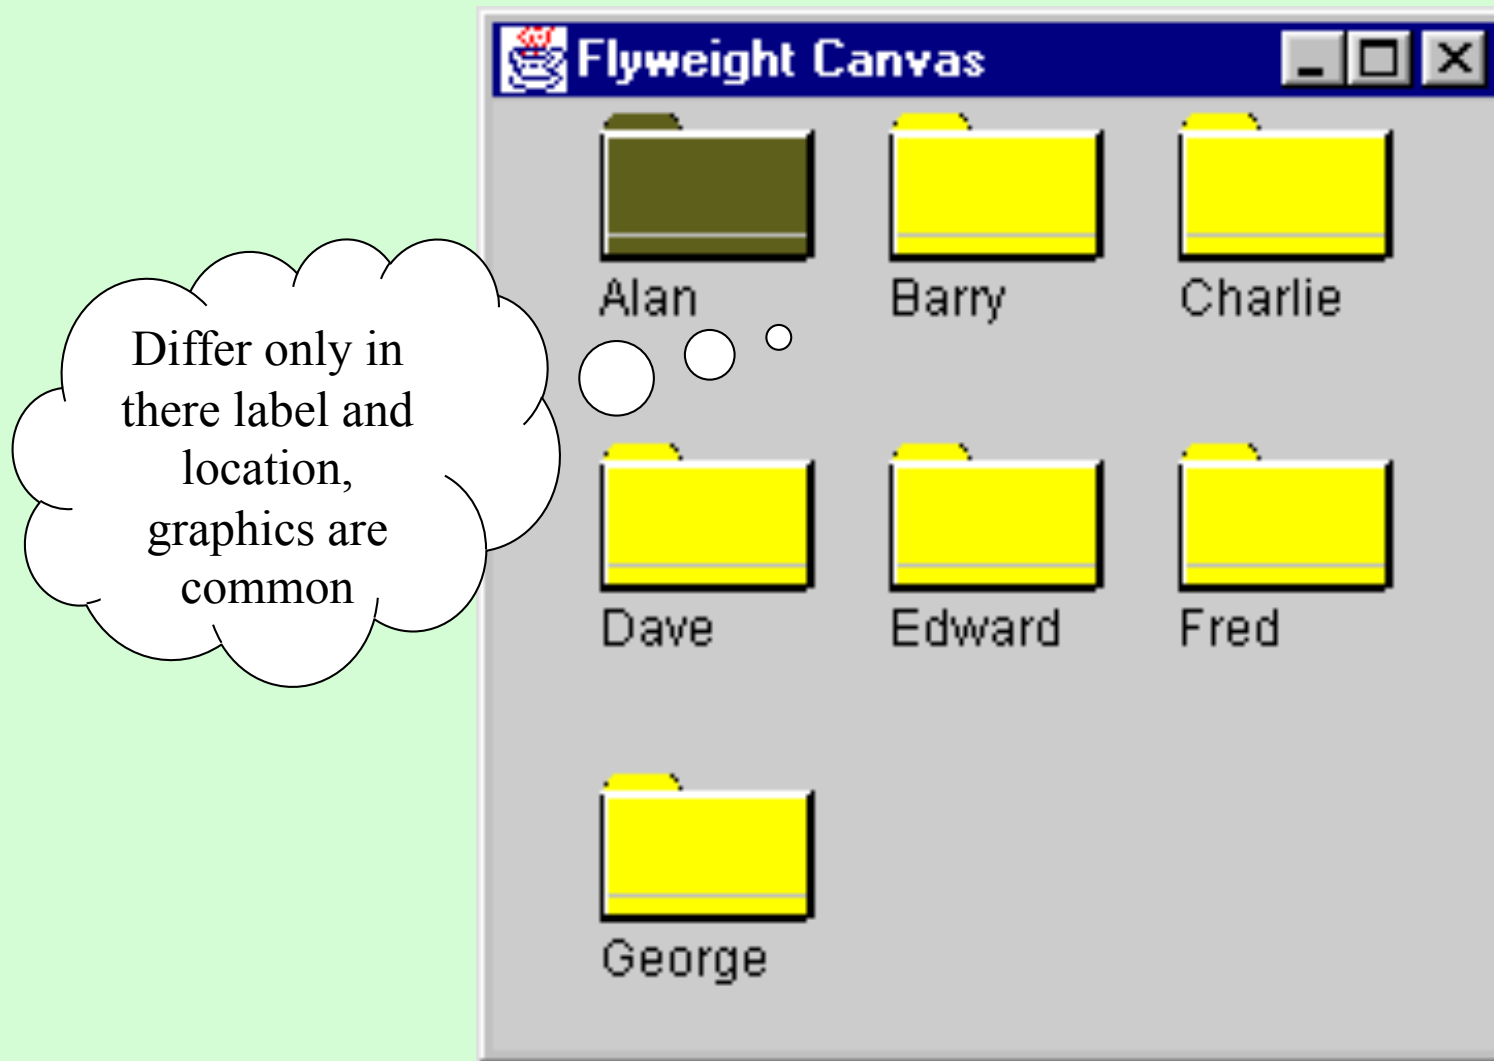 Flyweight Canvas
Alan Barry Charlie
Differ only in
there label and
location,
graphics are
common
Dave Edward Fred
George